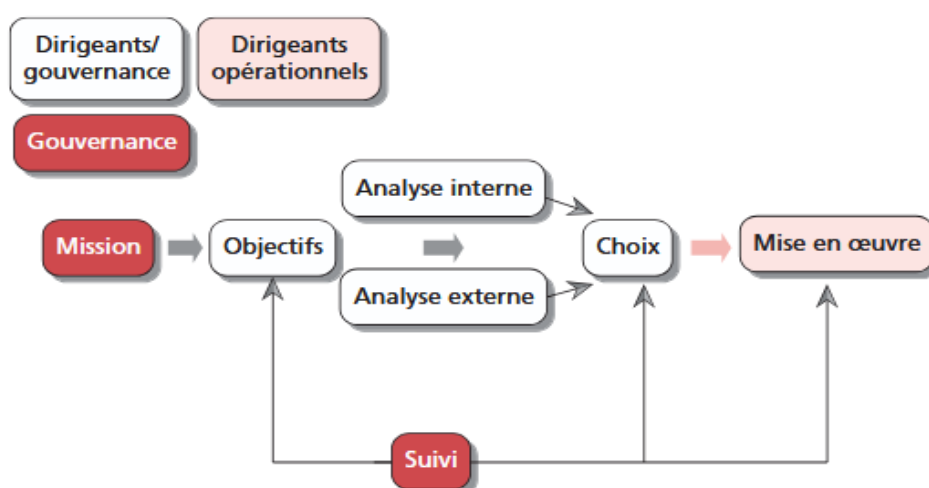 Dirigeants/
gouvernance
Dirigeants
opérationnels
Gouvernance
Analyse interne
Mission
Objectifs
Choix
Mise en œuvre
Analyse externe
Suivi